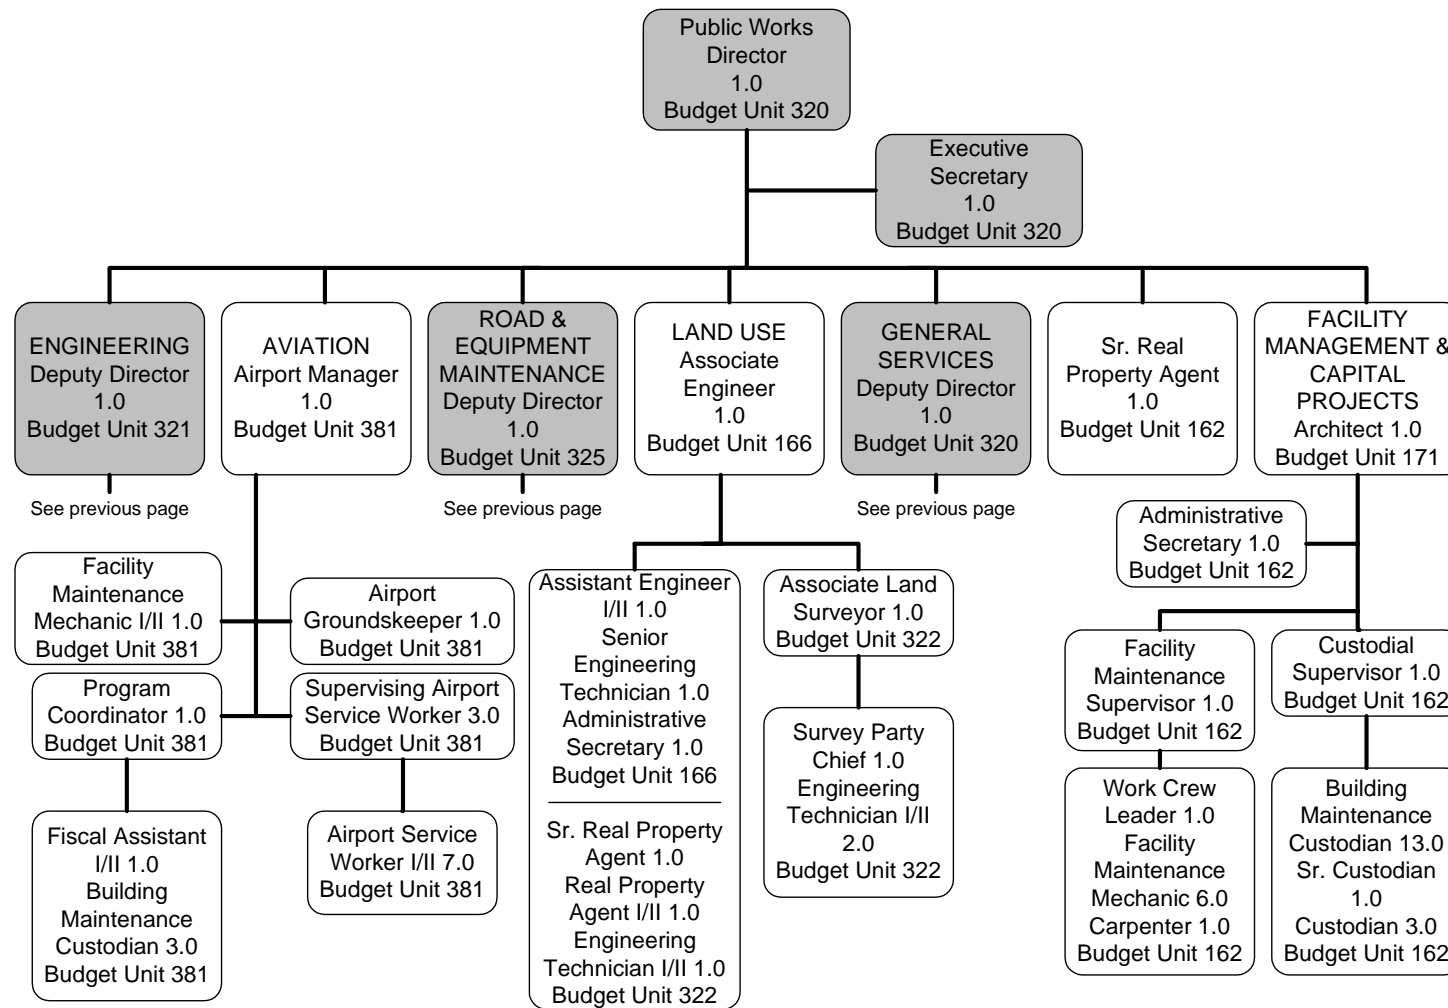 Public Works
Director
1.0
Budget Unit 320
Executive
Secretary
1.0
Budget Unit 320
ENGINEERING
Deputy Director
1.0
Budget Unit 321
See previous page
AVIATION
Airport Manager
1.0
Budget Unit 381
ROAD &
EQUIPMENT
MAINTENANCE
Deputy Director
1.0
Budget Unit 325
See previous page
LAND USE
Associate
Engineer
1.0
Budget Unit 166
GENERAL
SERVICES
Deputy Director
1.0
Budget Unit 320
See previous page
Sr. Real
Property Agent
1.0
Budget Unit 162
FACILITY
MANAGEMENT &
CAPITAL
PROJECTS
Architect 1.0
Budget Unit 171
Facility
Maintenance
Mechanic I/II 1.0
Budget Unit 381
Airport
Groundskeeper 1.0
Budget Unit 381
Program
Coordinator 1.0
Budget Unit 381
Supervising Airport
Service Worker 3.0
Budget Unit 381
Fiscal Assistant
I/II 1.0
Building
Maintenance
Custodian 3.0
Budget Unit 381
Airport Service
Worker I/II 7.0
Budget Unit 381
Assistant Engineer
I/II 1.0
Senior
Engineering
Technician 1.0
Administrative
Secretary 1.0
Budget Unit 166
Sr. Real Property
Agent 1.0
Real Property
Agent I/II 1.0
Engineering
Technician I/II 1.0
Budget Unit 322
Associate Land
Surveyor 1.0
Budget Unit 322
Survey Party
Chief 1.0
Engineering
Technician I/II
2.0
Budget Unit 322
Administrative
Secretary 1.0
Budget Unit 162
Facility
Maintenance
Supervisor 1.0
Budget Unit 162
Custodial
Supervisor 1.0
Budget Unit 162
Work Crew
Leader 1.0
Facility
Maintenance
Mechanic 6.0
Carpenter 1.0
Budget Unit 162
Building
Maintenance
Custodian 13.0
Sr. Custodian
1.0
Custodian 3.0
Budget Unit 162